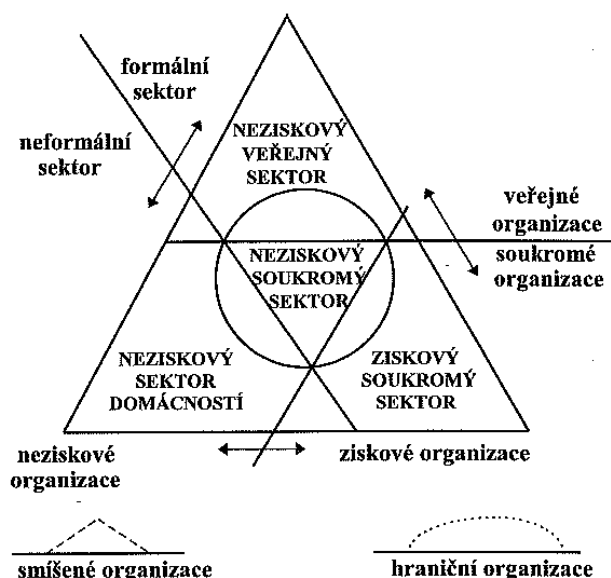 formální
sektor
neformální
sektor
NEZISKOVÝ
VEŘEJNÝ
SEKTOR
veřejné
organizace
soukromé
organizace
NEZISKOVÝ
SOUKROMÝ
SEKTOR
NEZISKOVÝ
SEKTOR
DOMÁCNOSTÍ
ZISKOVÝ
SOUKROMÝ
SEKTOR
neziskové
organizace
ziskové organizace
smíšené organizace
hraniční organizace